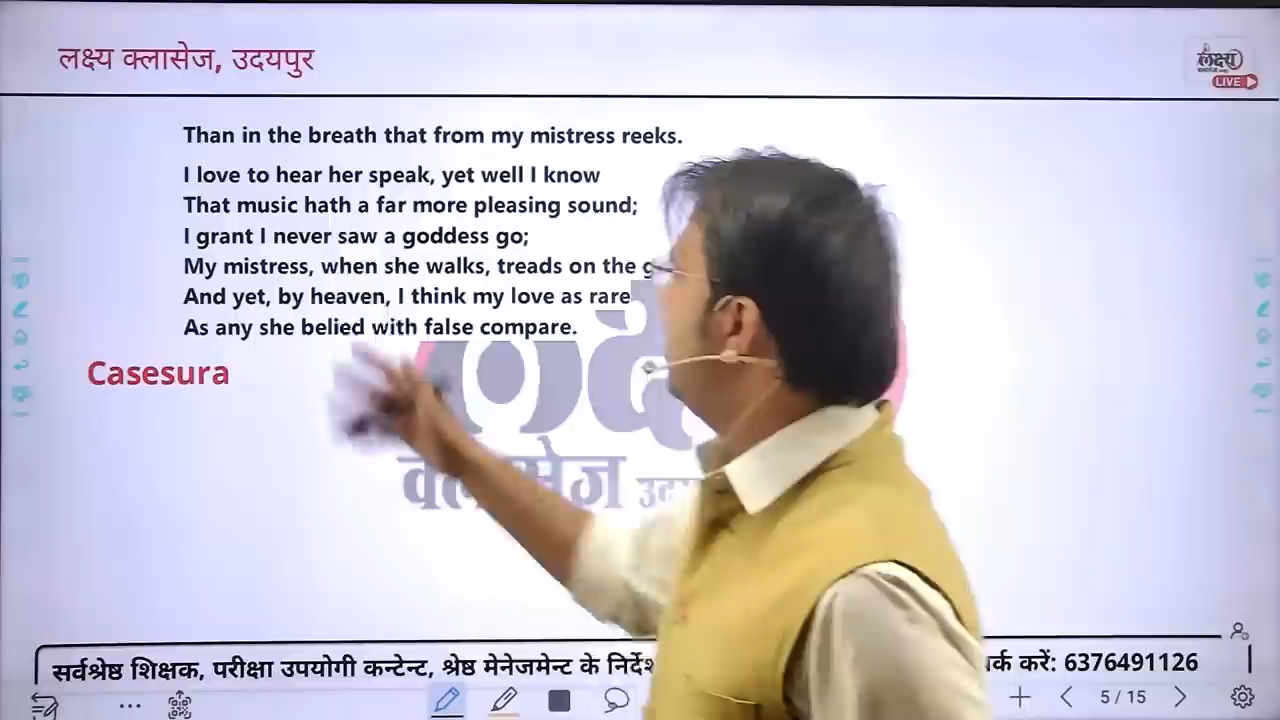 लक्ष्य क्लासेज, उदयपुर
लक्ष्य
LIVE
Than in the breath that from my mistress reeks.
I love to hear her speak, yet well I know
That music hath a far more pleasing sound;
I grant I never saw a goddess go;
My mistress, when she walks, treads on the
And yet, by heaven, I think my love as rare
As any she belied with false compare.
Casesura
क्लासेज
सर्वश्रेष्ठ शिक्षक, परीक्षा उपयोगी कन्टेन्ट, श्रेष्ठ मेनेजमेन्ट के
करें: 6376491126
5 / 15